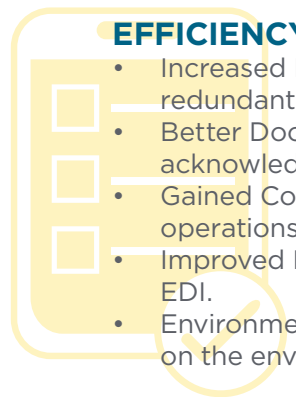 EFFICIENCY
• Increased
redundant
• Better Doc
acknowled
• Gained Co
operations
• Improved
EDI.
• Environme
on the env